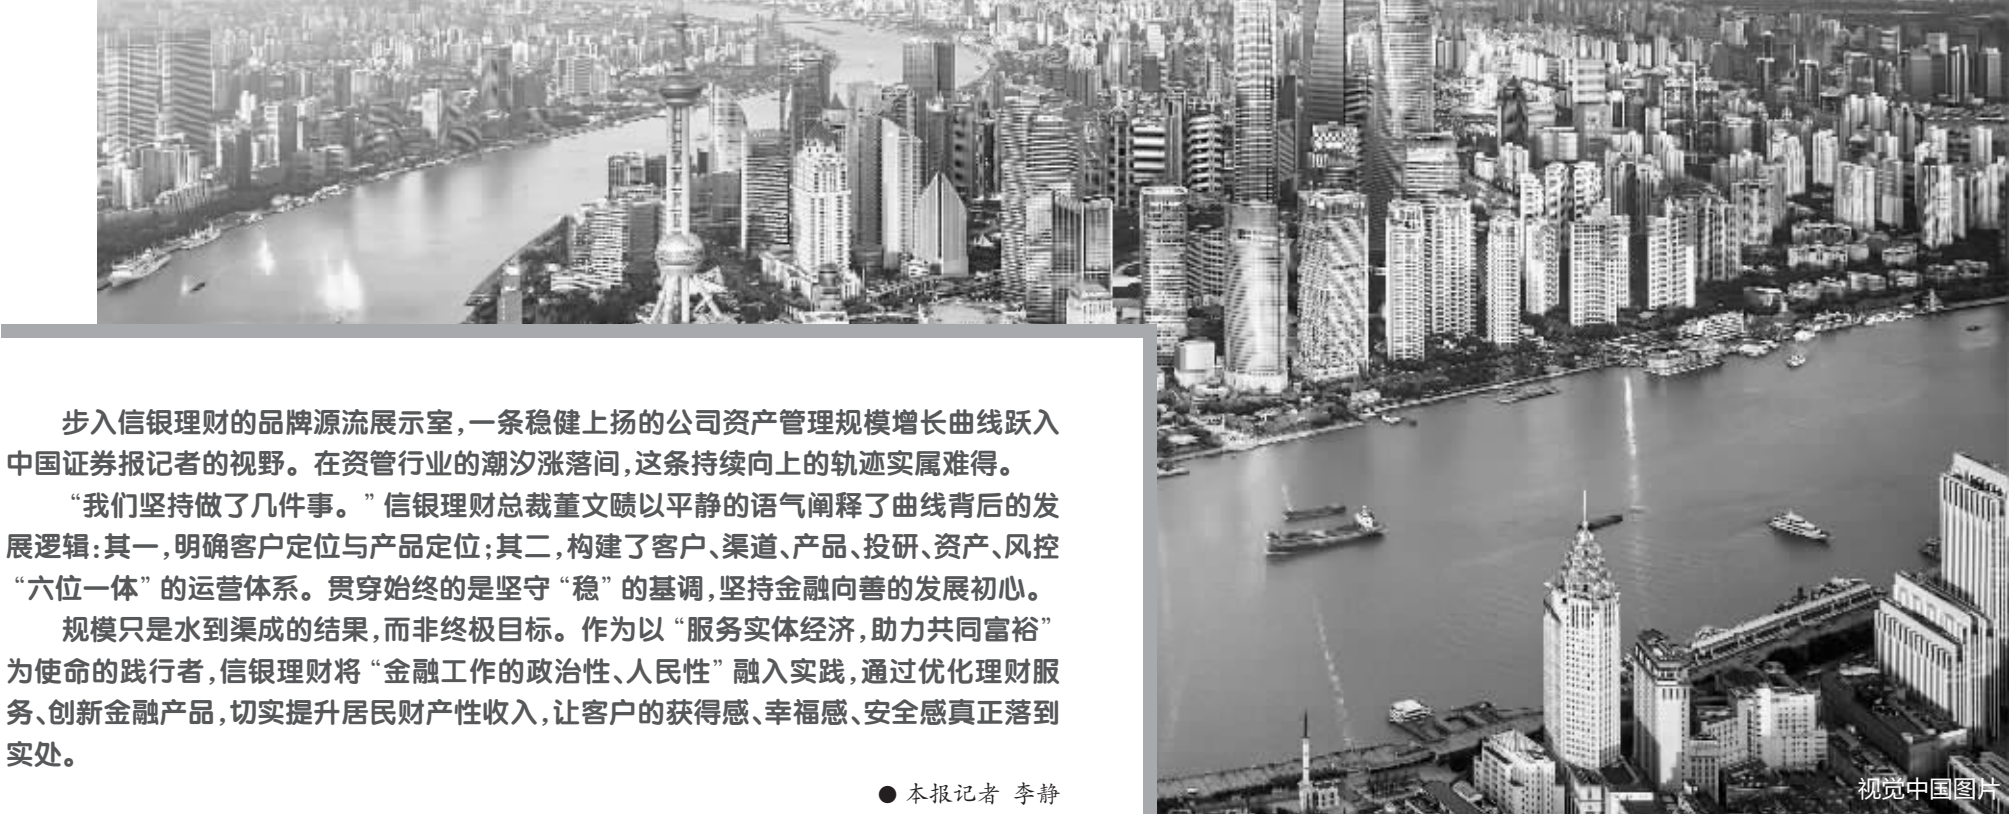 步入信银理财的品牌源流展示室，一条稳健上扬的公司资产管理规模增长曲线跃入
中国证券报记者的视野。在资管行业的潮汐涨落间，这条持续向上的轨迹实属难得。
“我们坚持做了几件事。”信银理财总裁董文赜以平静的语气阐释了曲线背后的发
展逻辑：其一，明确客户定位与产品定位；其二，构建了客户、渠道、产品、投研、资产、风控
“六位一体”的运营体系。贯穿始终的是坚守“稳”的基调，坚持金融向善的发展初心。
规模只是水到渠成的结果，而非终极目标。作为以“服务实体经济，助力共同富裕”
为使命的践行者，信银理财将“金融工作的政治性、人民性”融入实践，通过优化理财服
务、创新金融产品，切实提升居民财产性收入，让客户的获得感、幸福感、安全感真正落到
实处。
● 本报记者 李静
视觉中国图片